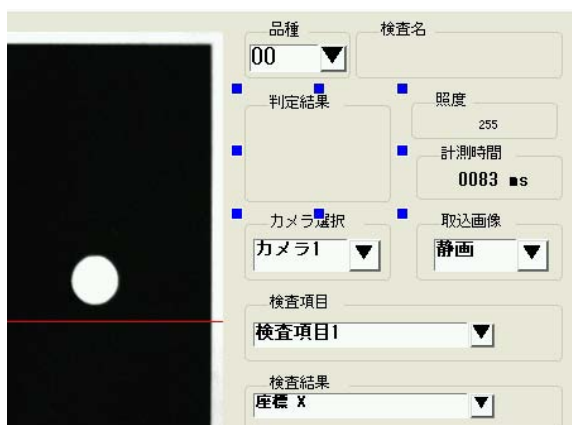 品種 検査名
00
判定結果 照度
255
計測時間
0083 ms
カメラ選択 取込画像
カメラ1 静画
検査項目
検査項目1
検査結果
座標 X